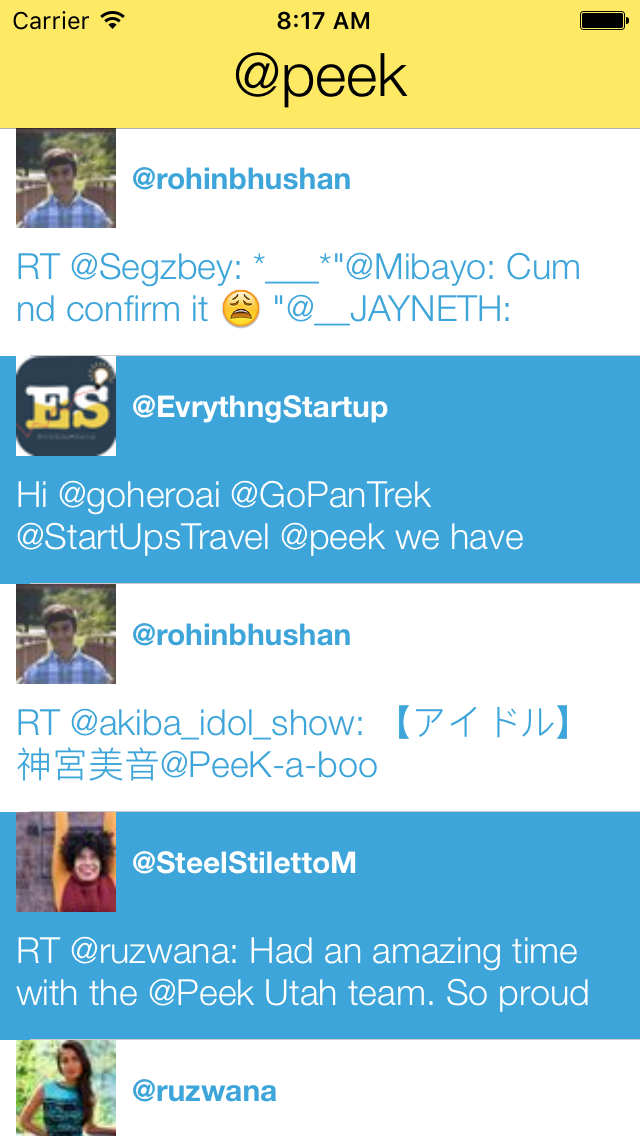 Carrier 8:17 AM
@peek
@rohinbhushan
RT @Segzbey: *___*"@Mibayo: Cum
nd confirm it 😩 "@__JAYNETH:
ES
@EvrythngStartup
Hi @goheroai @GoPanTrek
@StartUpsTravel @peek we have
@rohinbhushan
RT @akiba_idol_show: 【アイドル】
神宮美音@PeeK-a-boo
@SteelStilettoM
RT @ruzwana: Had an amazing time
with the @Peek Utah team. So proud
@ruzwana